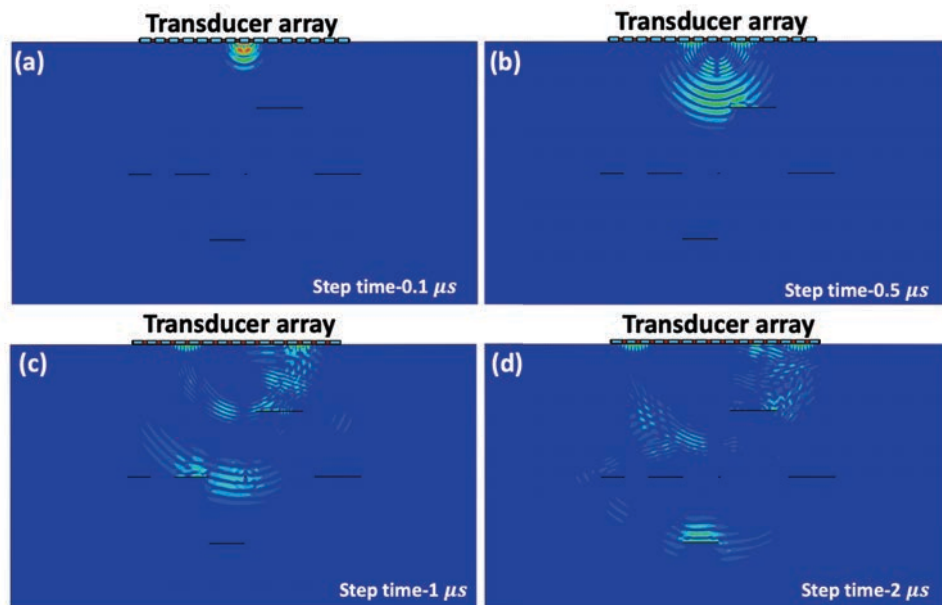 Transducer array
(a)
Step time-0.1 μs
Transducer array
(b)
Step time-0.5 μs
Transducer array
(c)
Step time-1 μs
Transducer array
(d)
Step time-2 μs